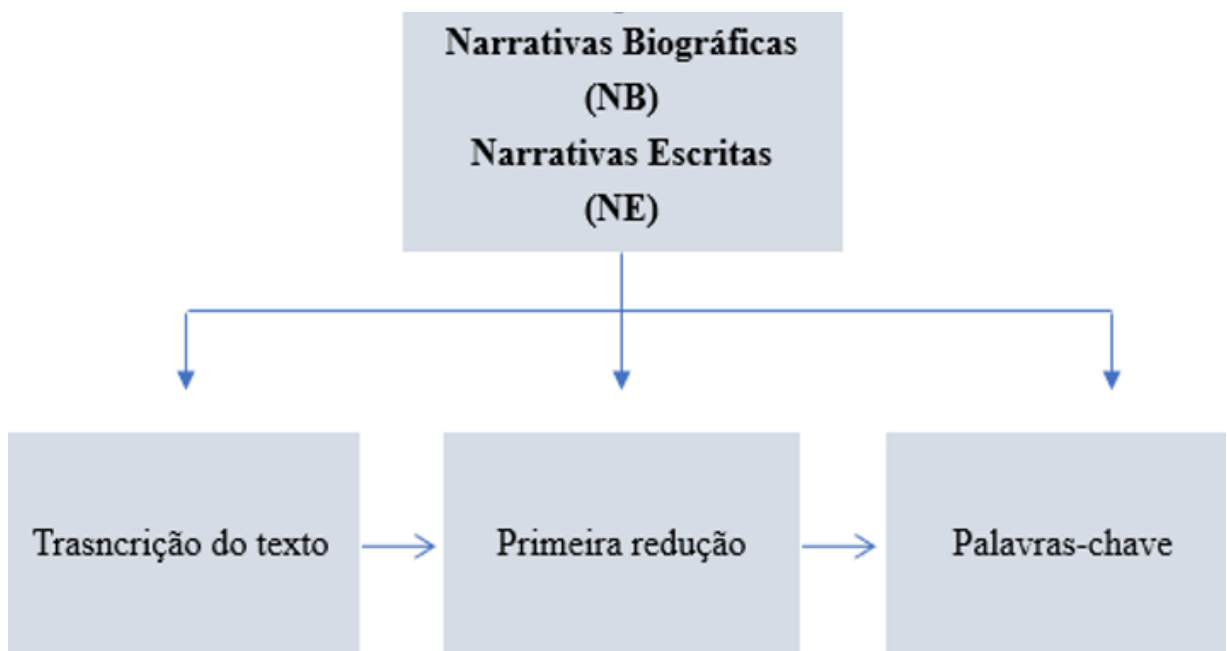 Narrativas Biográficas
(NB)
Narrativas Escritas
(NE)
Trasncrição do texto
Primeira redução
Palavras-chave